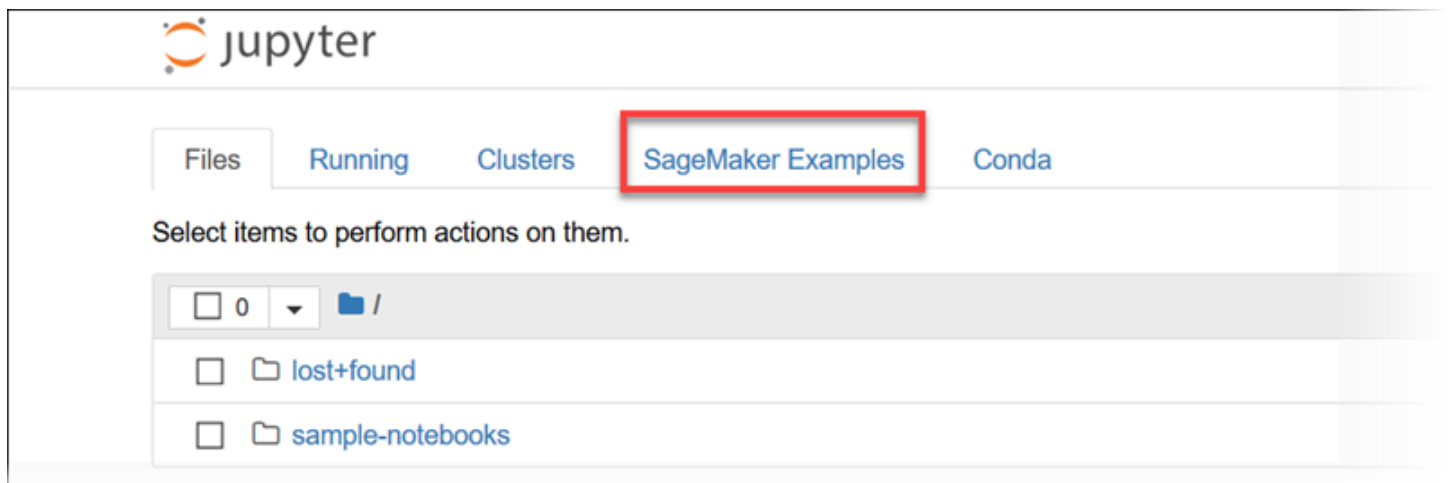 jupyter
Files Running Clusters SageMaker Examples Conda
Select items to perform actions on them.
0 /
lost+found
sample-notebooks